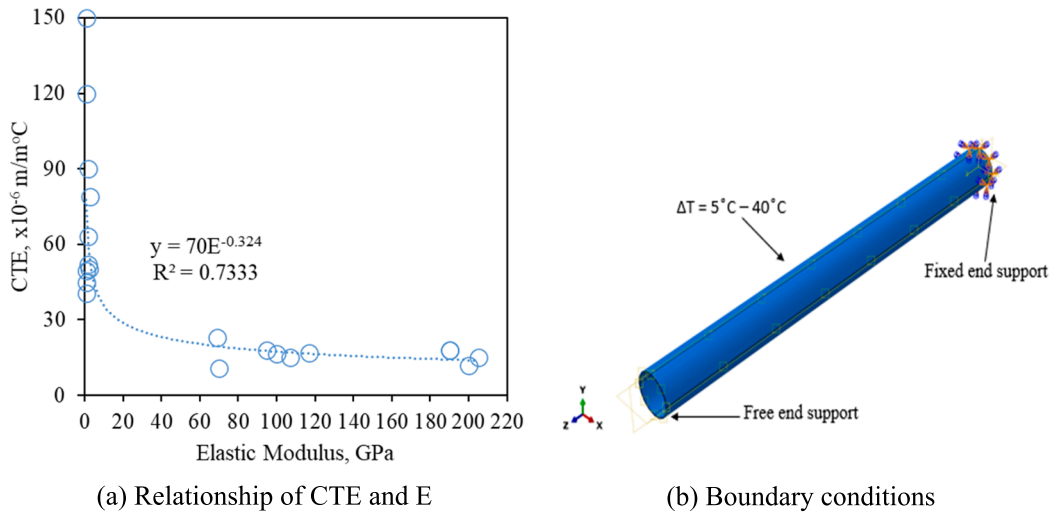 150
120
90
60
30
0
CTE, x10⁻⁶ m/m°C
y = 70E⁻⁰·³²⁴
R² = 0.7333
0 20 40 60 80 100 120 140 160 180 200 220
Elastic Modulus, GPa
(a) Relationship of CTE and E
ΔT = 5˚C – 40˚C
Fixed end support
Free end support
Y
Z
X
(b) Boundary conditions